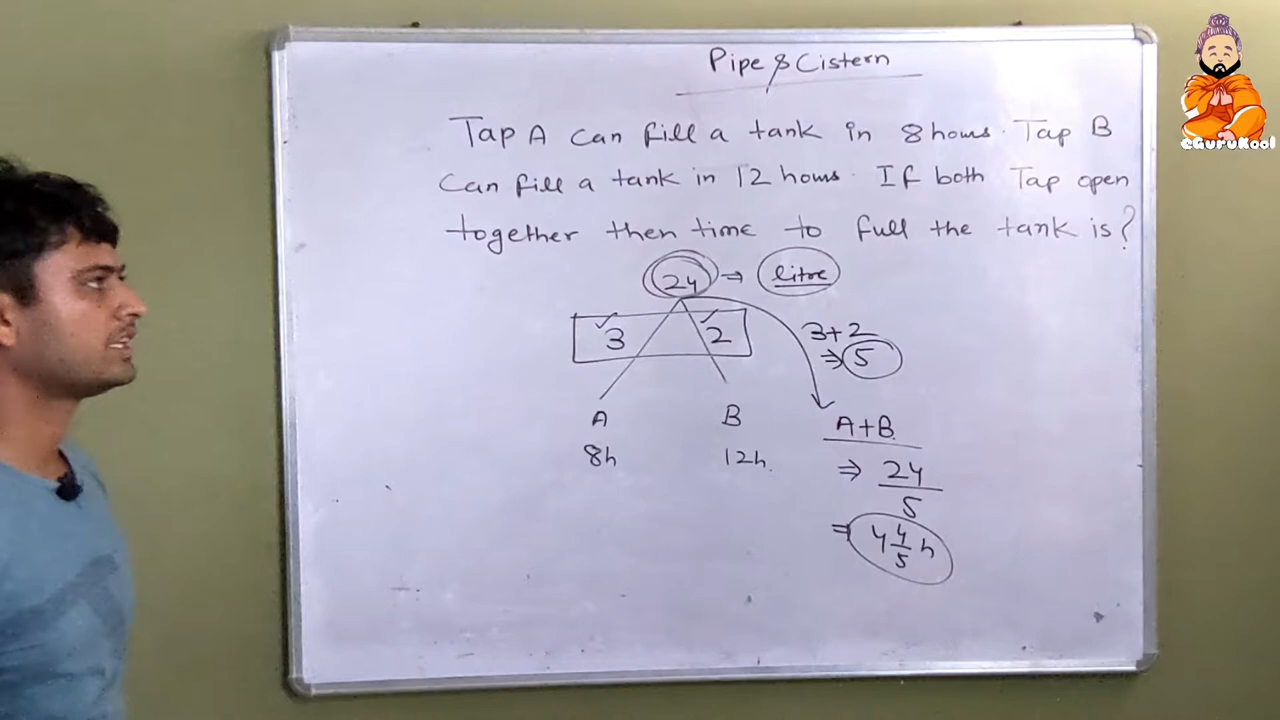 Pipe & Cistern
Tap A can fill a tank in 8 hours. Tap B
can fill a tank in 12 hours. If both Tap open
together then time to full the tank is?
24 ⇒ litre
3 2
3+2
⇒ 5
A B
8h 12h.
A+B.
⇒ 24/5
⇒ 4 4/5 h
eGuruKool